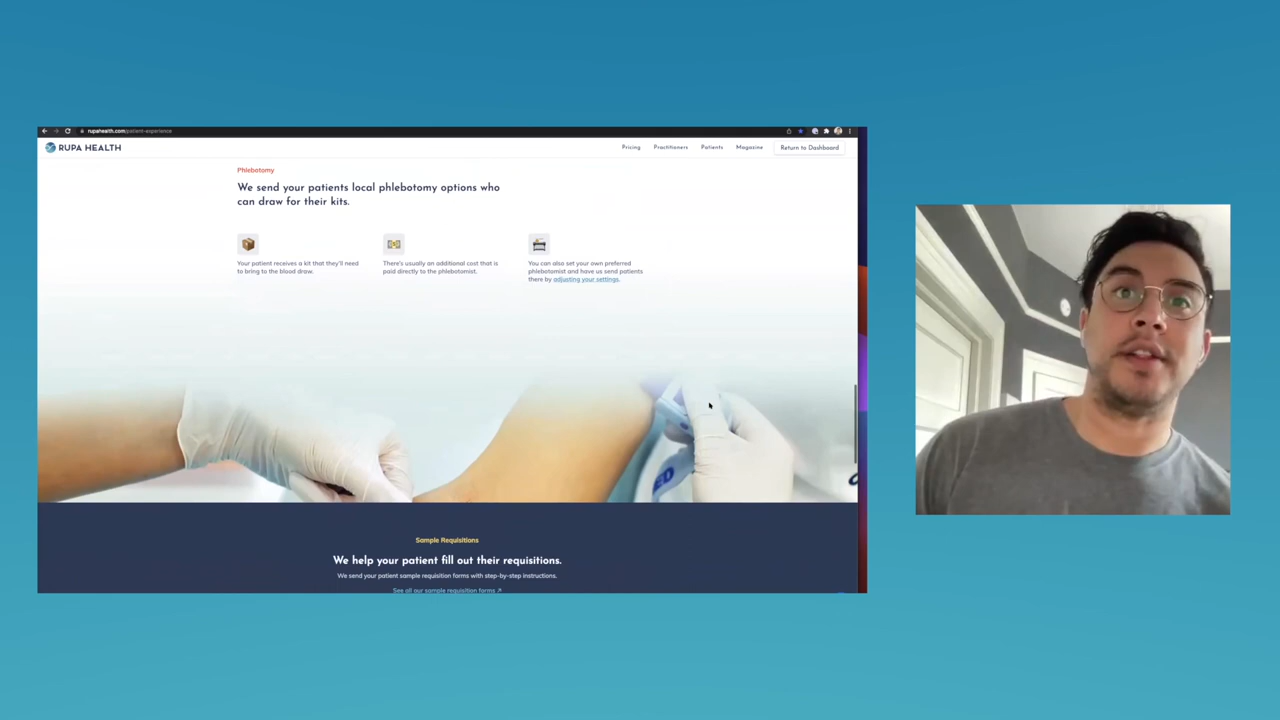 rupahealth.com/patient-experience
RUPA HEALTH
Pricing
Practitioners
Patients
Magazine
Return to Dashboard
Phlebotomy
We send your patients local phlebotomy options who
can draw for their kits.
Your patient receives a kit that they'll need
to bring to the blood draw.
There's usually an additional cost that is
paid directly to the phlebotomist.
You can also set your own preferred
phlebotomist and have us send patients
there by adjusting your settings.
Sample Requisitions
We help your patient fill out their requisitions.
We send your patient sample requisition forms with step-by-step instructions.
See all our sample requisition forms ↗